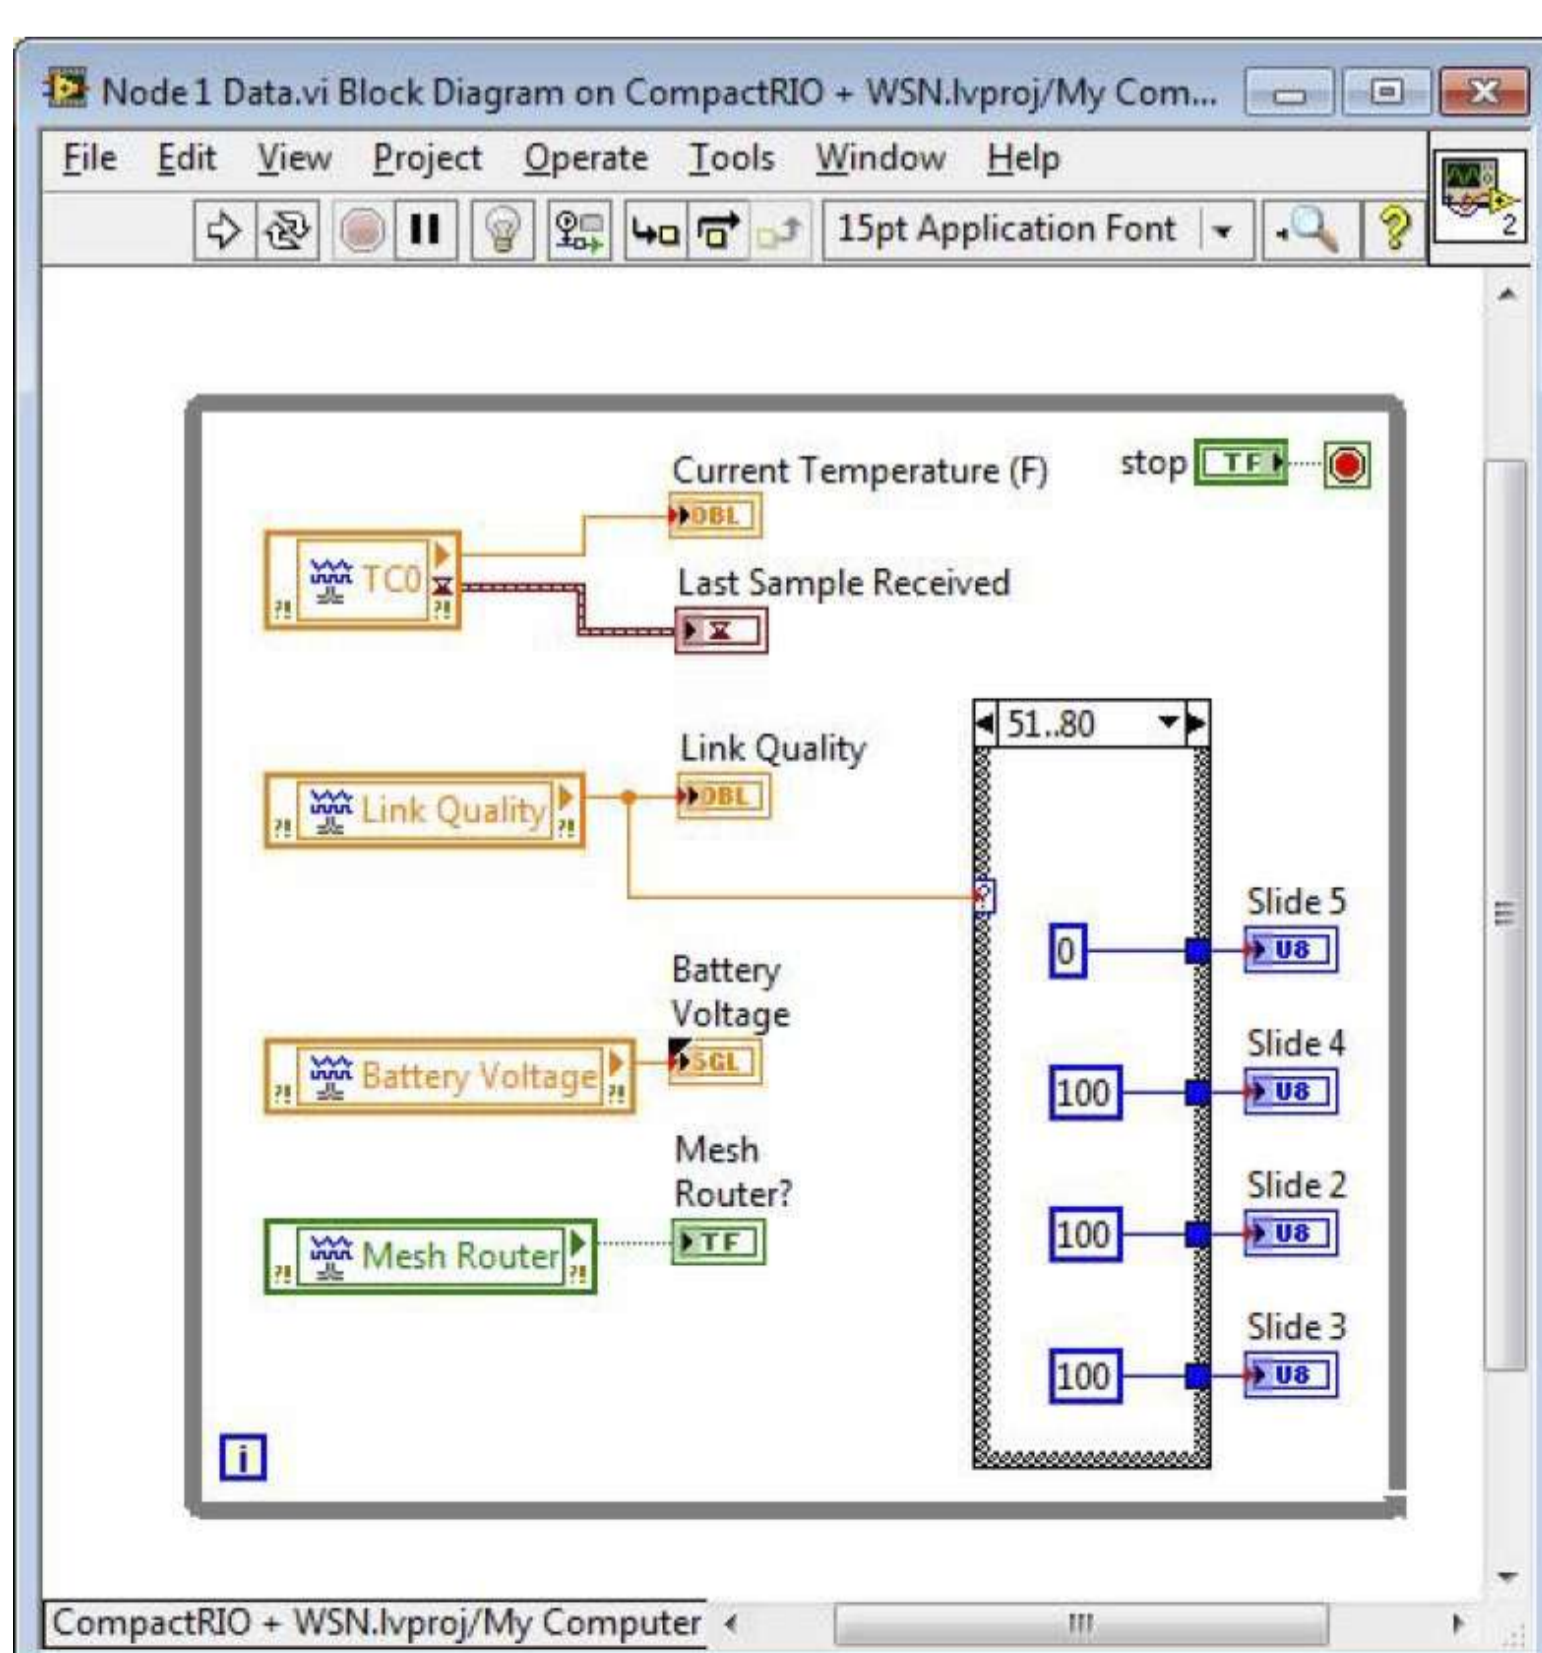 Node1 Data.vi Block Diagram on CompactRIO + WSN.lvproj/My Com...
File Edit View Project Operate Tools Window Help
15pt Application Font
2
Current Temperature (F)
stop TF
DBL
TC0
Last Sample Received
51..80
Link Quality
Link Quality
DBL
?
Slide 5
0
U8
Battery
Voltage
Slide 4
Battery Voltage
SGL
100
U8
Mesh
Router?
Slide 2
Mesh Router
TF
100
U8
Slide 3
100
U8
i
CompactRIO + WSN.lvproj/My Computer